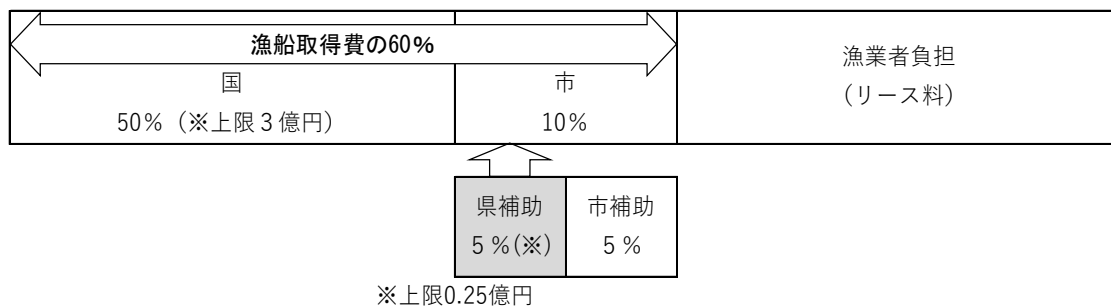 漁船取得費の60%
国
50%（※上限３億円）
市
10%
漁業者負担
（リース料）
県補助
５%(※)
市補助
５%
※上限0.25億円